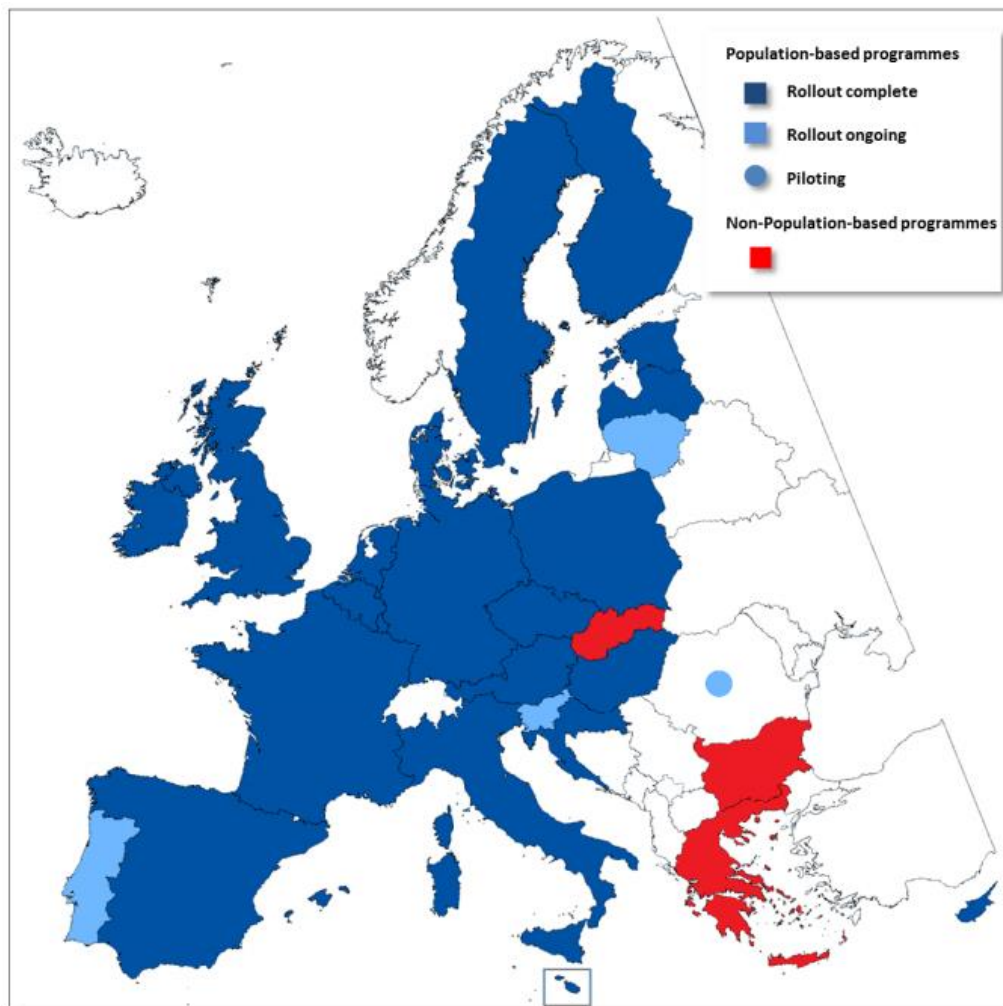 Population-based programmes
Rollout complete
Rollout ongoing
Piloting
Non-Population-based programmes